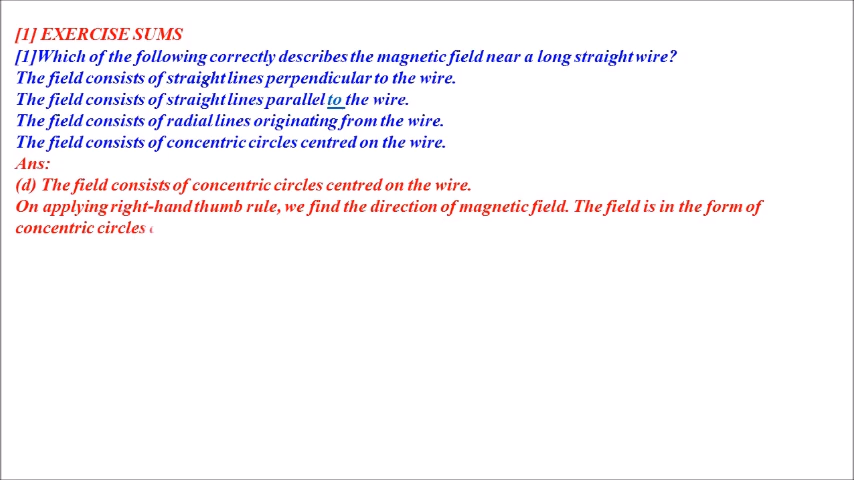 [1] EXERCISE SUMS
[1]Which of the following correctly describes the magnetic field near a long straight wire?
The field consists of straight lines perpendicular to the wire.
The field consists of straight lines parallel to the wire.
The field consists of radial lines originating from the wire.
The field consists of concentric circles centred on the wire.
Ans:
(d) The field consists of concentric circles centred on the wire.
On applying right-hand thumb rule, we find the direction of magnetic field. The field is in the form of
concentric circles